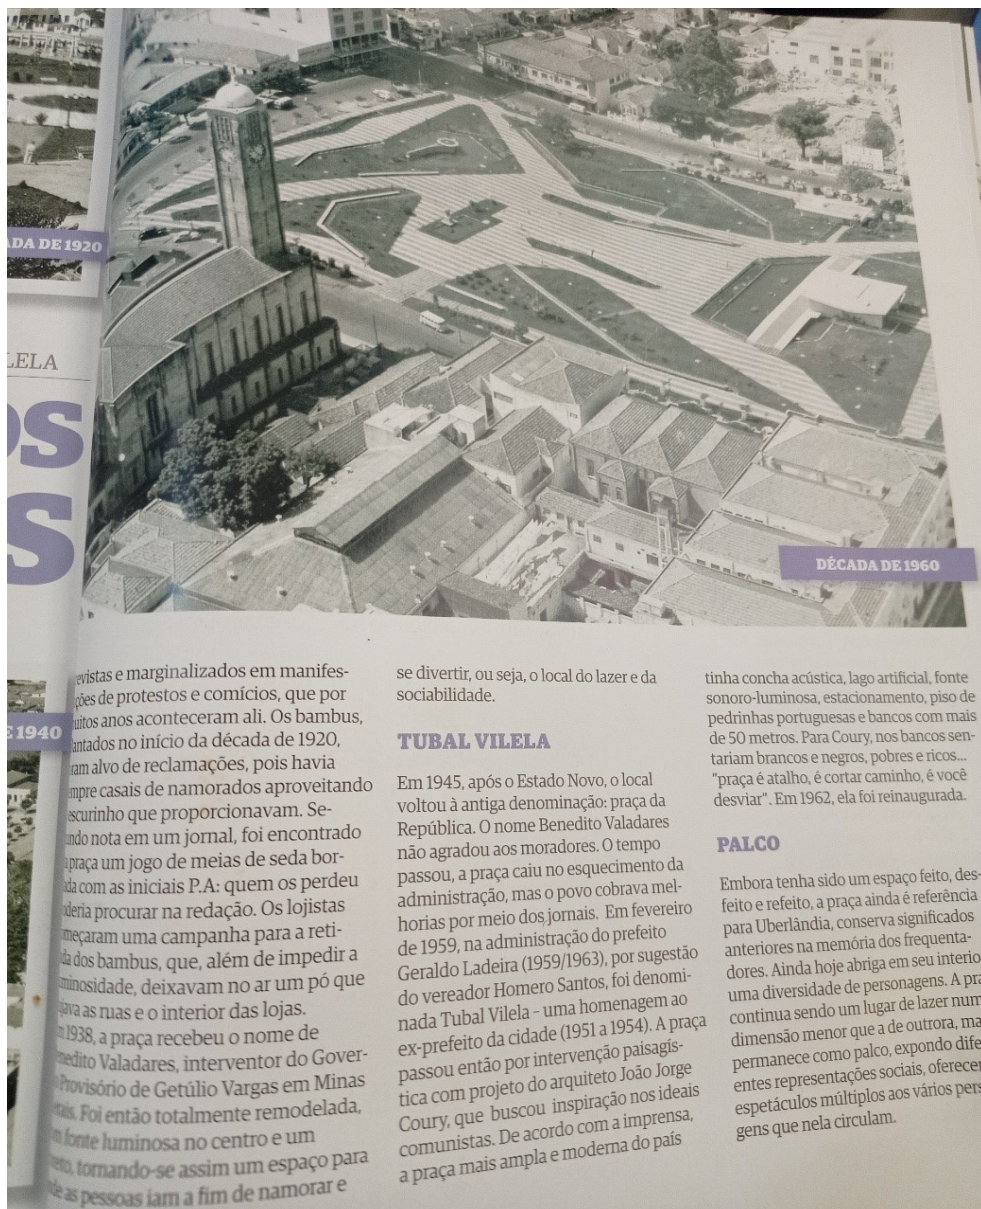 ADA DE 1920
LELA
OS
S
E 1940
DÉCADA DE 1960
evistas e marginalizados em manifes-
ções de protestos e comícios, que por
uitos anos aconteceram ali. Os bambus,
antados no início da década de 1920,
ram alvo de reclamações, pois havia
mpre casais de namorados aproveitando
escurinho que proporcionavam. Se-
ndo nota em um jornal, foi encontrado
a praça um jogo de meias de seda bor-
ada com as iniciais P.A: quem os perdeu
oderia procurar na redação. Os lojistas
omeçaram uma campanha para a reti-
da dos bambus, que, além de impedir a
minosidade, deixavam no ar um pó que
ujava as ruas e o interior das lojas.
m 1938, a praça recebeu o nome de
enedito Valadares, interventor do Gover-
o Provisório de Getúlio Vargas em Minas
erais. Foi então totalmente remodelada,
m fonte luminosa no centro e um
reto, tornando-se assim um espaço para
de as pessoas iam a fim de namorar e
se divertir, ou seja, o local do lazer e da
sociabilidade.
TUBAL VILELA
Em 1945, após o Estado Novo, o local
voltou à antiga denominação: praça da
República. O nome Benedito Valadares
não agradou aos moradores. O tempo
passou, a praça caiu no esquecimento da
administração, mas o povo cobrava mel-
horias por meio dos jornais. Em fevereiro
de 1959, na administração do prefeito
Geraldo Ladeira (1959/1963), por sugestão
do vereador Homero Santos, foi denomi-
nada Tubal Vilela - uma homenagem ao
ex-prefeito da cidade (1951 a 1954). A praça
passou então por intervenção paisagís-
tica com projeto do arquiteto João Jorge
Coury, que buscou inspiração nos ideais
comunistas. De acordo com a imprensa,
a praça mais ampla e moderna do país
tinha concha acústica, lago artificial, fonte
sonoro-luminosa, estacionamento, piso de
pedrinhas portuguesas e bancos com mais
de 50 metros. Para Coury, nos bancos sen-
tariam brancos e negros, pobres e ricos...
"praça é atalho, é cortar caminho, é você
desviar". Em 1962, ela foi reinaugurada.
PALCO
Embora tenha sido um espaço feito, des-
feito e refeito, a praça ainda é referência
para Uberlândia, conserva significados
anteriores na memória dos frequenta-
dores. Ainda hoje abriga em seu interio
uma diversidade de personagens. A pra
continua sendo um lugar de lazer num
dimensão menor que a de outrora, ma
permanece como palco, expondo dife
entes representações sociais, oferecen
espetáculos múltiplos aos vários pers
gens que nela circulam.